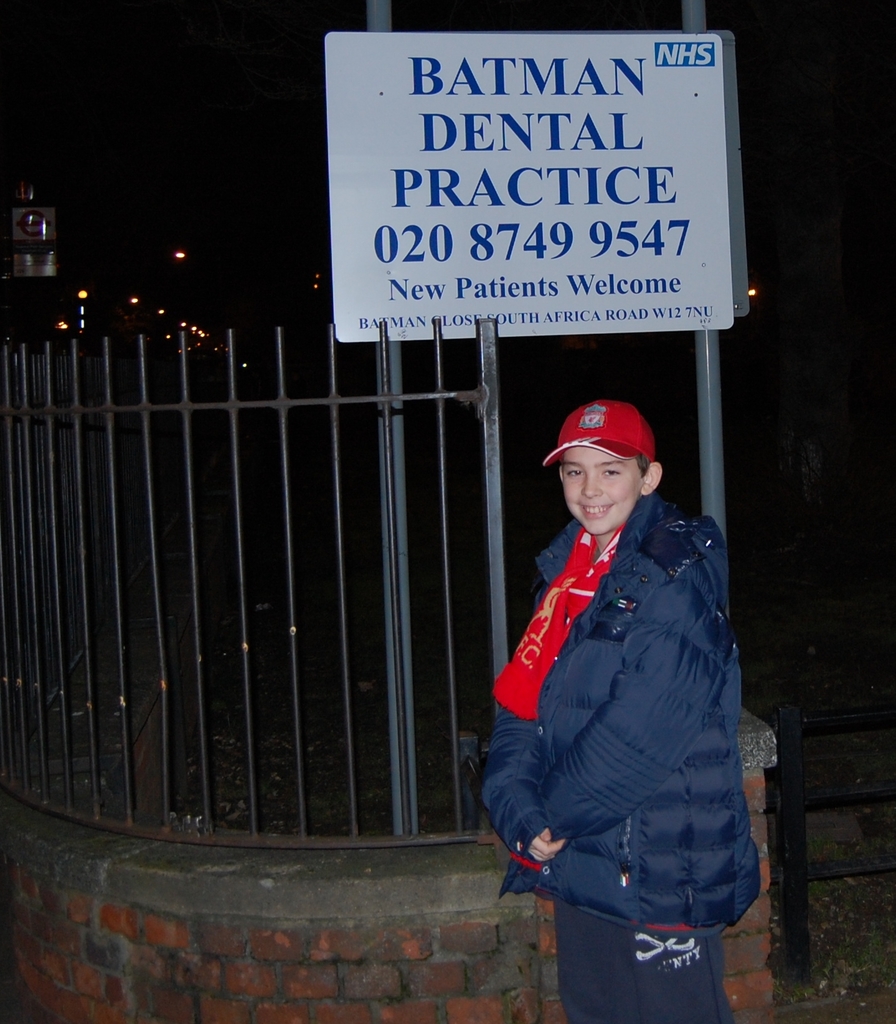 NHS
BATMAN
DENTAL
PRACTICE
020 8749 9547
New Patients Welcome
BATMAN CLOSE SOUTH AFRICA ROAD W12 7NU